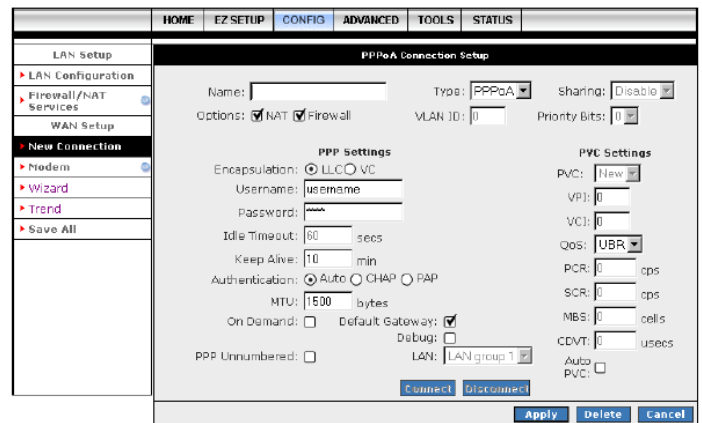 HOME EZ SETUP CONFIG ADVANCED TOOLS STATUS
LAN Setup
LAN Configuration
Firewall/NAT Services
WAN Setup
New Connection
Modem
Wizard
Trend
Save All
PPPoA Connection Setup
Name: Type: PPPoA Sharing: Disable
Options: NAT Firewall VLAN ID: 0 Priority Bits: 0
PPP Settings
Encapsulation: LLC VC
Username: username
Password: ****
Idle Timeout: 60 secs
Keep Alive: 10 min
Authentication: Auto CHAP PAP
MTU: 1500 bytes
On Demand: Default Gateway:
Debug:
PPP Unnumbered: LAN: LAN group 1
Connect Disconnect
PVC Settings
PVC: New
VPI: 0
VCI: 0
QoS: UBR
PCR: 0 cps
SCR: 0 cps
MBS: 0 cells
CDVT: 0 usecs
Auto PVC:
Apply Delete Cancel